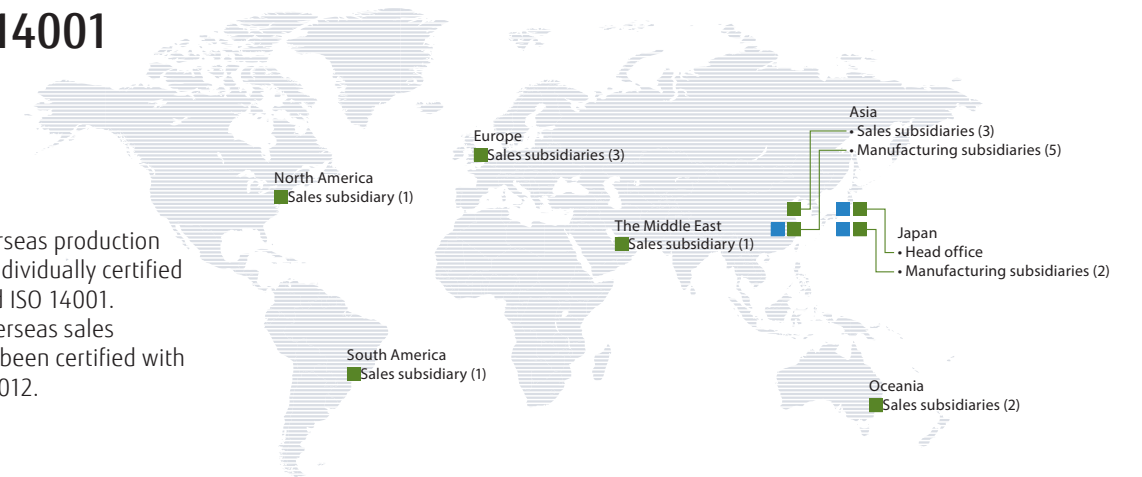 14001
rseas production
dividually certified
ISO 14001.
erseas sales
been certified with
012.
North America
Sales subsidiary (1)
Europe
Sales subsidiaries (3)
Asia
• Sales subsidiaries (3)
• Manufacturing subsidiaries (5)
The Middle East
Sales subsidiary (1)
Japan
• Head office
• Manufacturing subsidiaries (2)
South America
Sales subsidiary (1)
Oceania
Sales subsidiaries (2)